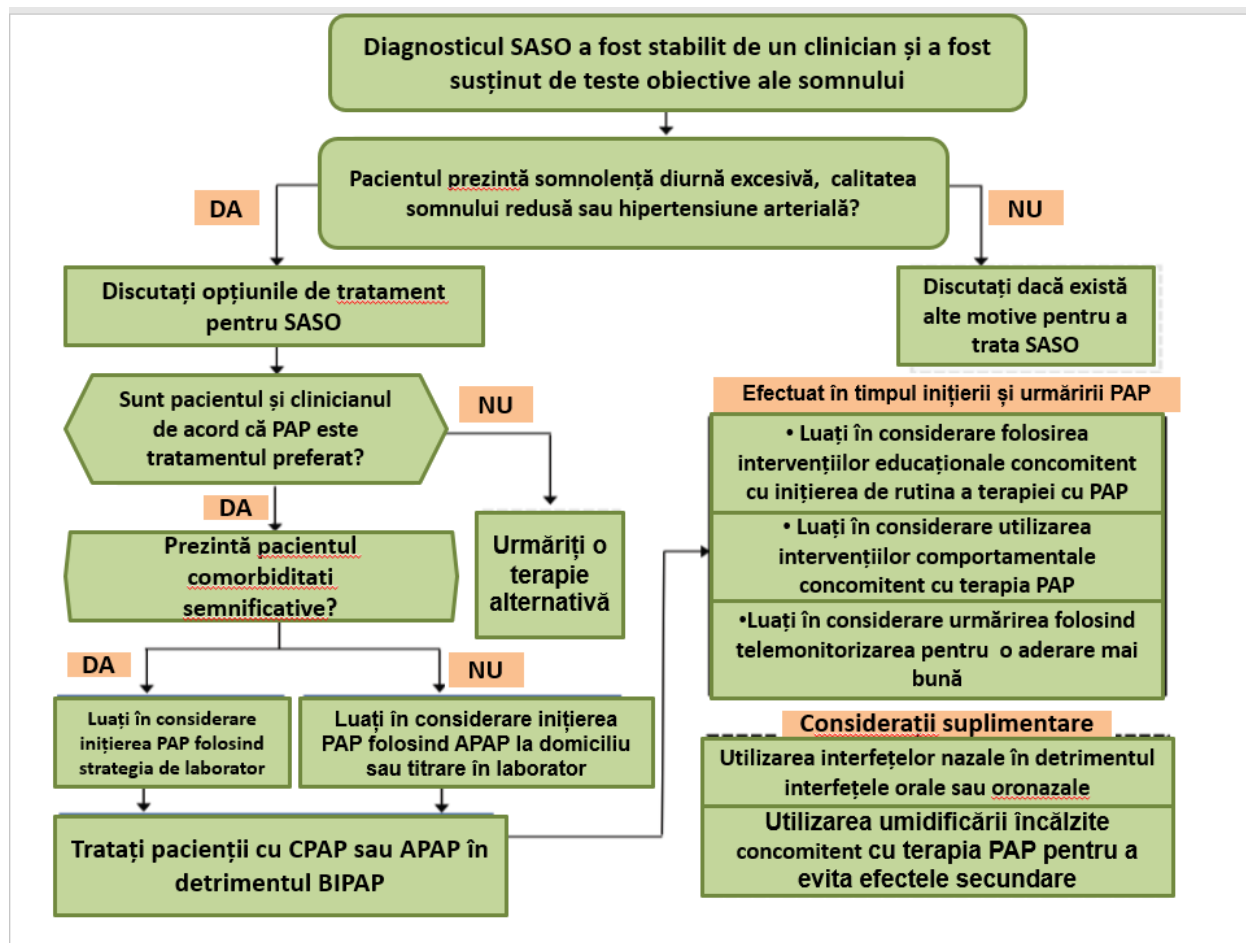 Diagnosticul SASO a fost stabilit de un clinician și a fost
susținut de teste obiective ale somnului
Pacientul prezintă somnolență diurnă excesivă, calitatea
somnului redusă sau hipertensiune arterială?
DA
NU
Discutați opțiunile de tratament
pentru SASO
Discutați dacă există
alte motive pentru a
trata SASO
Sunt pacientul și clinicianul
de acord că PAP este
tratamentul preferat?
NU
DA
Urmăriți o
terapie
alternativă
Prezintă pacientul
comorbiditati
semnificative?
DA
NU
Luați în considerare
inițierea PAP folosind
strategia de laborator
Luați în considerare inițierea
PAP folosind APAP la domiciliu
sau titrare în laborator
Tratați pacienții cu CPAP sau APAP în
detrimentul BIPAP
Efectuat în timpul inițierii și urmăririi PAP
• Luați în considerare folosirea
intervențiilor educaționale concomitent
cu inițierea de rutina a terapiei cu PAP
• Luați în considerare utilizarea
intervențiilor comportamentale
concomitent cu terapia PAP
•Luați în considerare urmărirea folosind
telemonitorizarea pentru o aderare mai
bună
Considerații suplimentare
Utilizarea interfețelor nazale în detrimentul
interfețele orale sau oronazale
Utilizarea umidificării încălzite
concomitent cu terapia PAP pentru a
evita efectele secundare